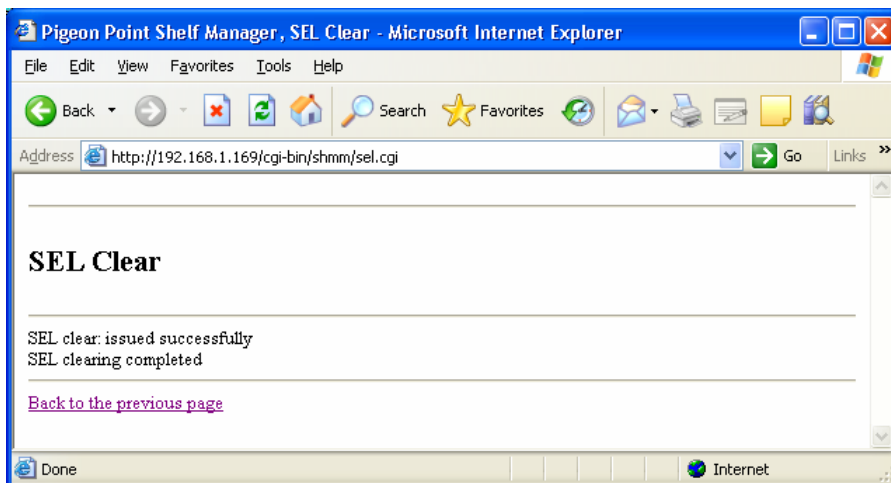 Pigeon Point Shelf Manager, SEL Clear - Microsoft Internet Explorer
File Edit View Favorites Tools Help
Back Search Favorites
Address http://192.168.1.169/cgi-bin/shmm/sel.cgi Go Links »
SEL Clear
SEL clear: issued successfully
SEL clearing completed
Back to the previous page
Done Internet